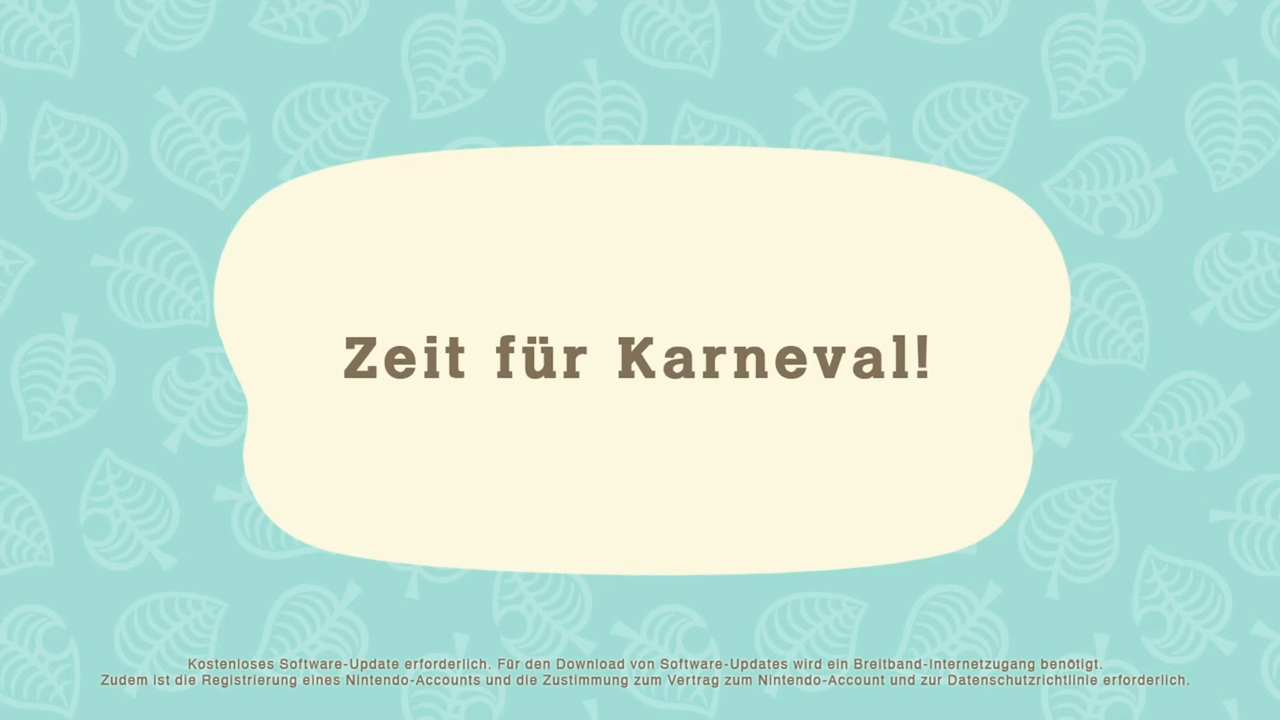 Zeit für Karneval!
Kostenloses Software-Update erforderlich. Für den Download von Software-Updates wird ein Breitband-Internetzugang benötigt.
Zudem ist die Registrierung eines Nintendo-Accounts und die Zustimmung zum Vertrag zum Nintendo-Account und zur Datenschutzrichtlinie erforderlich.